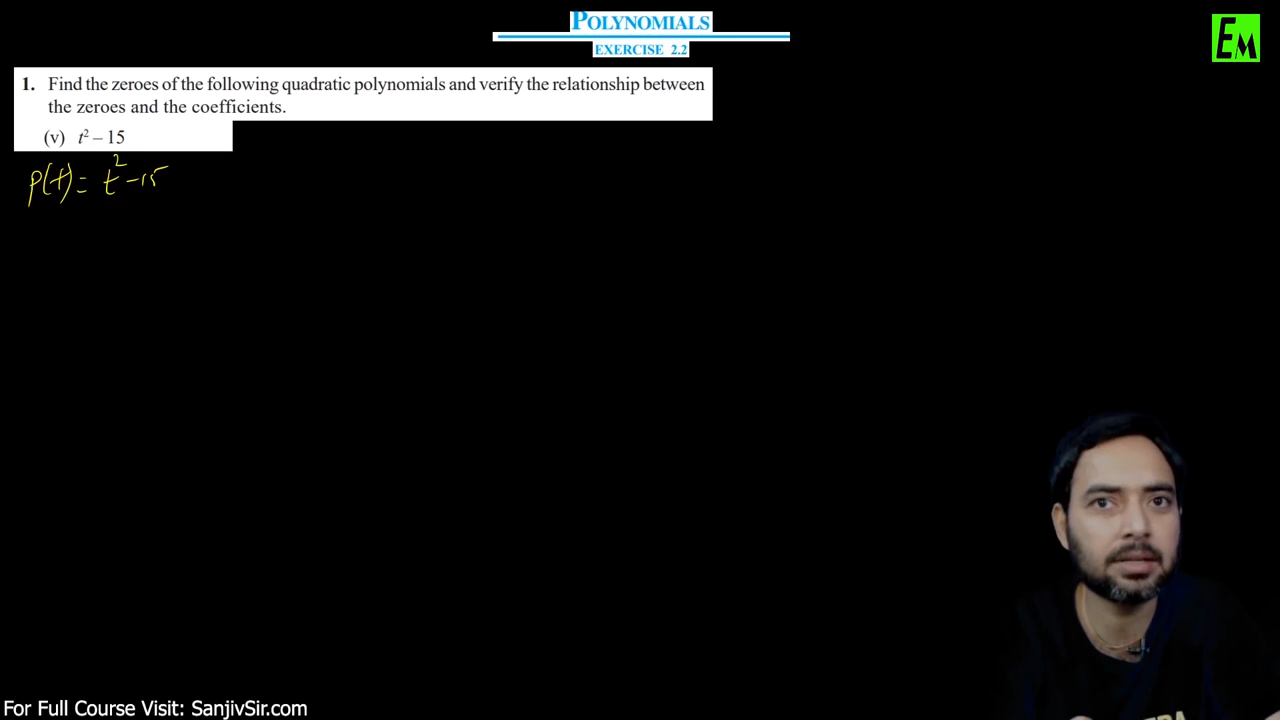 POLYNOMIALS
EXERCISE 2.2
EM
1. Find the zeroes of the following quadratic polynomials and verify the relationship between
the zeroes and the coefficients.
(v) t² – 15
p(t) = t² - 15
For Full Course Visit: SanjivSir.com